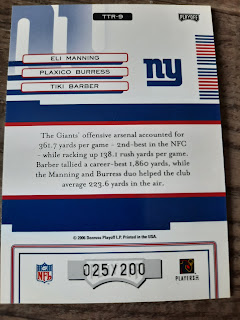 TTR-9
PLAYOFF
ELI MANNING
PLAXICO BURRESS
TIKI BARBER
ny
The Giants' offensive arsenal accounted for
361.7 yards per game - 2nd-best in the NFC
- while racking up 138.1 rush yards per game.
Barber tallied a career-best 1,860 yards, while
the Manning and Burress duo helped the club
average 223.6 yards in the air.
© 2006 Donruss Playoff L.P. Printed in the USA.
NFL
025/200
PLAYERS